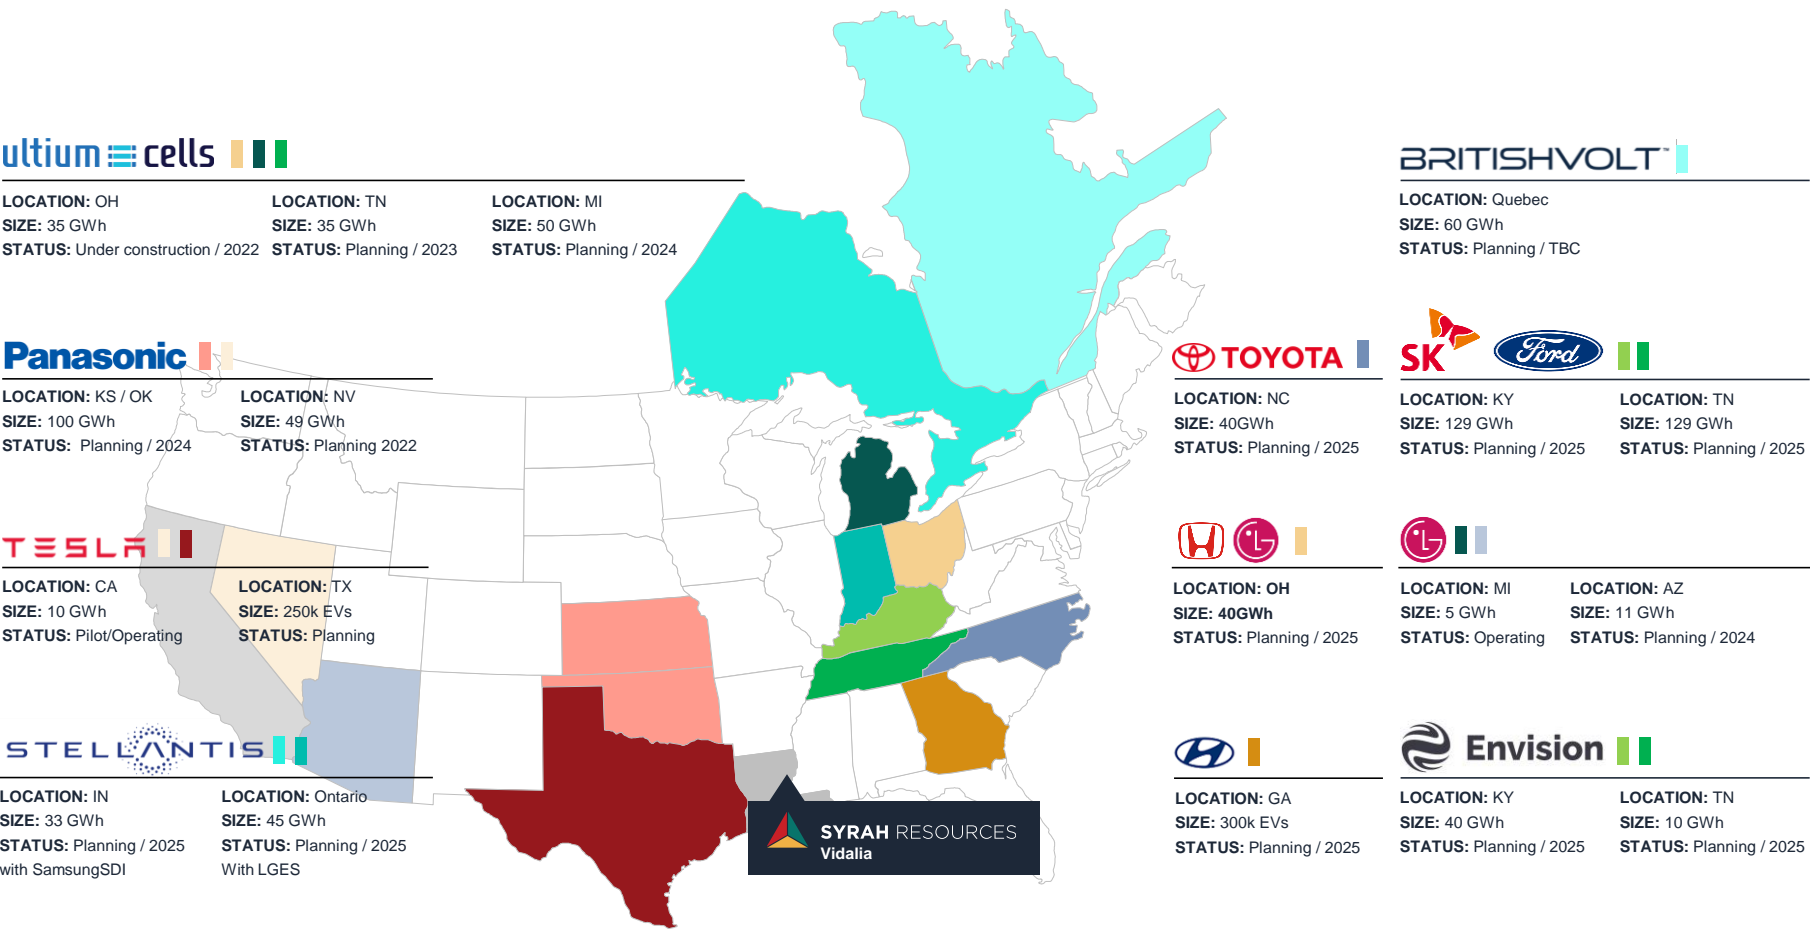 ultium cells
LOCATION: OH
SIZE: 35 GWh
STATUS: Under construction / 2022
LOCATION: TN
SIZE: 35 GWh
STATUS: Planning / 2023
LOCATION: MI
SIZE: 50 GWh
STATUS: Planning / 2024
Panasonic
LOCATION: KS / OK
SIZE: 100 GWh
STATUS: Planning / 2024
LOCATION: NV
SIZE: 49 GWh
STATUS: Planning 2022
TESLA
LOCATION: CA
SIZE: 10 GWh
STATUS: Pilot/Operating
LOCATION: TX
SIZE: 250k EVs
STATUS: Planning
STELLANTIS
LOCATION: IN
SIZE: 33 GWh
STATUS: Planning / 2025
with SamsungSDI
LOCATION: Ontario
SIZE: 45 GWh
STATUS: Planning / 2025
With LGES
SYRAH RESOURCES
Vidalia
BRITISHVOLT™
LOCATION: Quebec
SIZE: 60 GWh
STATUS: Planning / TBC
TOYOTA
LOCATION: NC
SIZE: 40GWh
STATUS: Planning / 2025
SK Ford
LOCATION: KY
SIZE: 129 GWh
STATUS: Planning / 2025
LOCATION: TN
SIZE: 129 GWh
STATUS: Planning / 2025
LG
LOCATION: OH
SIZE: 40GWh
STATUS: Planning / 2025
LG
LOCATION: MI
SIZE: 5 GWh
STATUS: Operating
LOCATION: AZ
SIZE: 11 GWh
STATUS: Planning / 2024
LOCATION: GA
SIZE: 300k EVs
STATUS: Planning / 2025
Envision
LOCATION: KY
SIZE: 40 GWh
STATUS: Planning / 2025
LOCATION: TN
SIZE: 10 GWh
STATUS: Planning / 2025